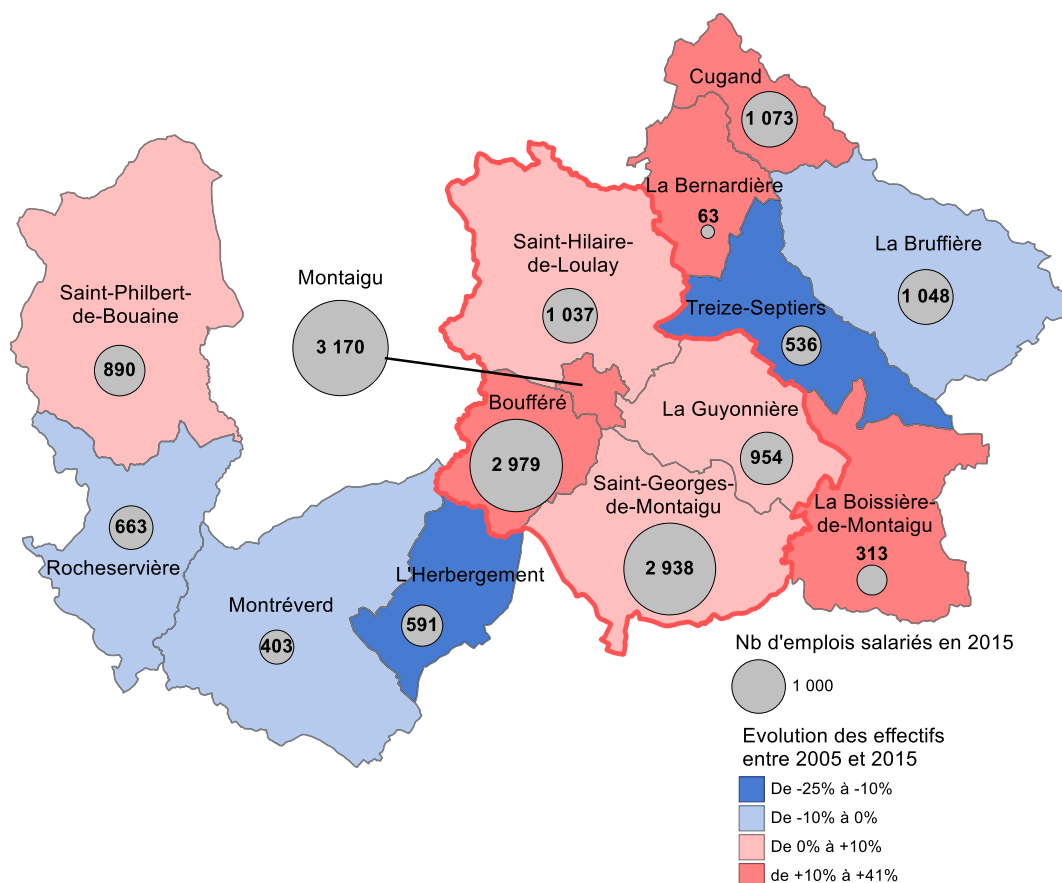 Cugand
1 073
La Bernardière
63
Saint-Hilaire-
de-Loulay
1 037
La Bruffière
1 048
Montaigu
3 170
Saint-Philbert-
de-Bouaine
890
Treize-Septiers
536
Boufféré
2 979
La Guyonnière
954
Saint-Georges-
de-Montaigu
2 938
La Boissière-
de-Montaigu
313
663
Rocheservière
L'Herbergement
591
Montréverd
403
Nb d'emplois salariés en 2015
1 000
Evolution des effectifs
entre 2005 et 2015
De -25% à -10%
De -10% à 0%
De 0% à +10%
de +10% à +41%